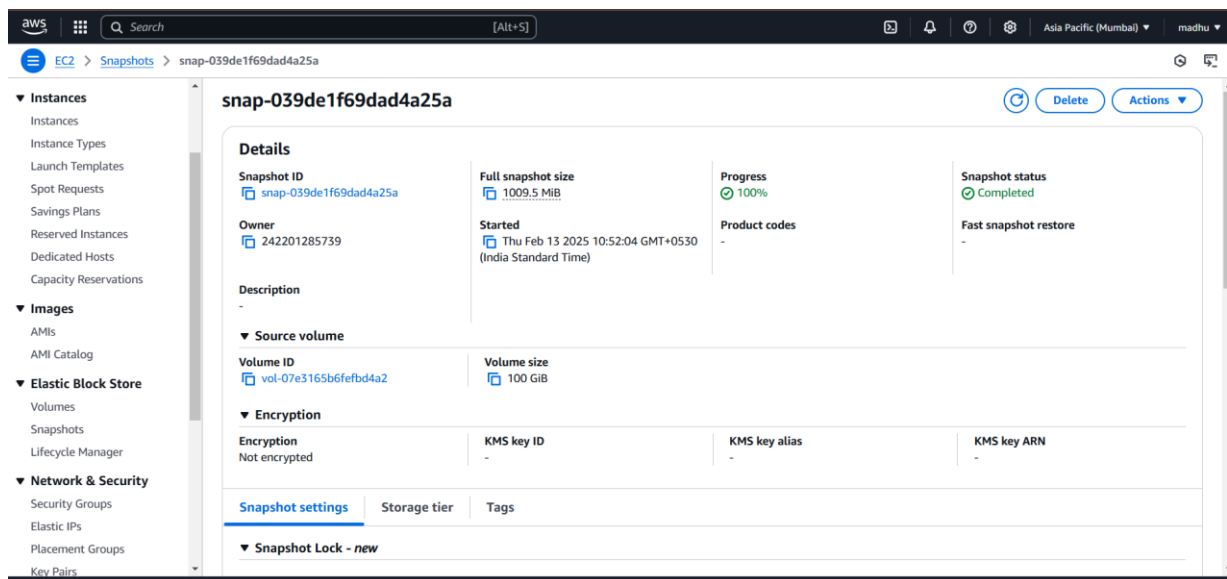 aws
Search
[Alt+S]
Asia Pacific (Mumbai) ▼
madhu ▼
EC2 > Snapshots > snap-039de1f69dad4a25a
▼ Instances
Instances
Instance Types
Launch Templates
Spot Requests
Savings Plans
Reserved Instances
Dedicated Hosts
Capacity Reservations
▼ Images
AMIs
AMI Catalog
▼ Elastic Block Store
Volumes
Snapshots
Lifecycle Manager
▼ Network & Security
Security Groups
Elastic IPs
Placement Groups
Key Pairs
snap-039de1f69dad4a25a
Delete
Actions ▼
Details
Snapshot ID
snap-039de1f69dad4a25a
Full snapshot size
1009.5 MiB
Progress
100%
Snapshot status
Completed
Owner
242201285739
Started
Thu Feb 13 2025 10:52:04 GMT+0530
(India Standard Time)
Product codes
-
Fast snapshot restore
-
Description
-
▼ Source volume
Volume ID
vol-07e3165b6fefbd4a2
Volume size
100 GiB
▼ Encryption
Encryption
Not encrypted
KMS key ID
-
KMS key alias
-
KMS key ARN
-
Snapshot settings
Storage tier
Tags
▼ Snapshot Lock - new